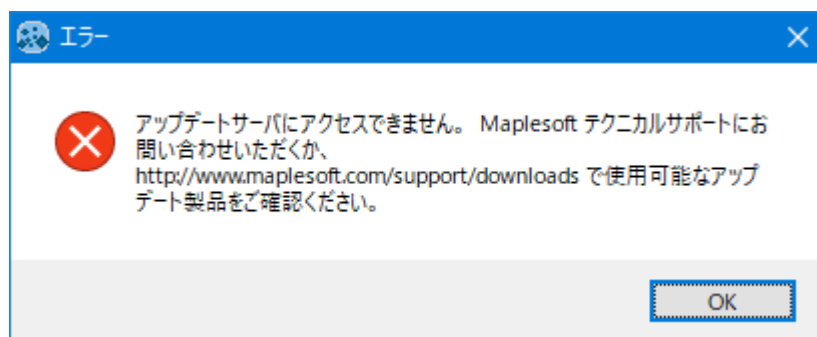 エラー
アップデートサーバにアクセスできません。 Maplesoft テクニカルサポートにお
問い合わせいただくか、
http://www.maplesoft.com/support/downloads で使用可能なアップ
デート製品をご確認ください。
OK